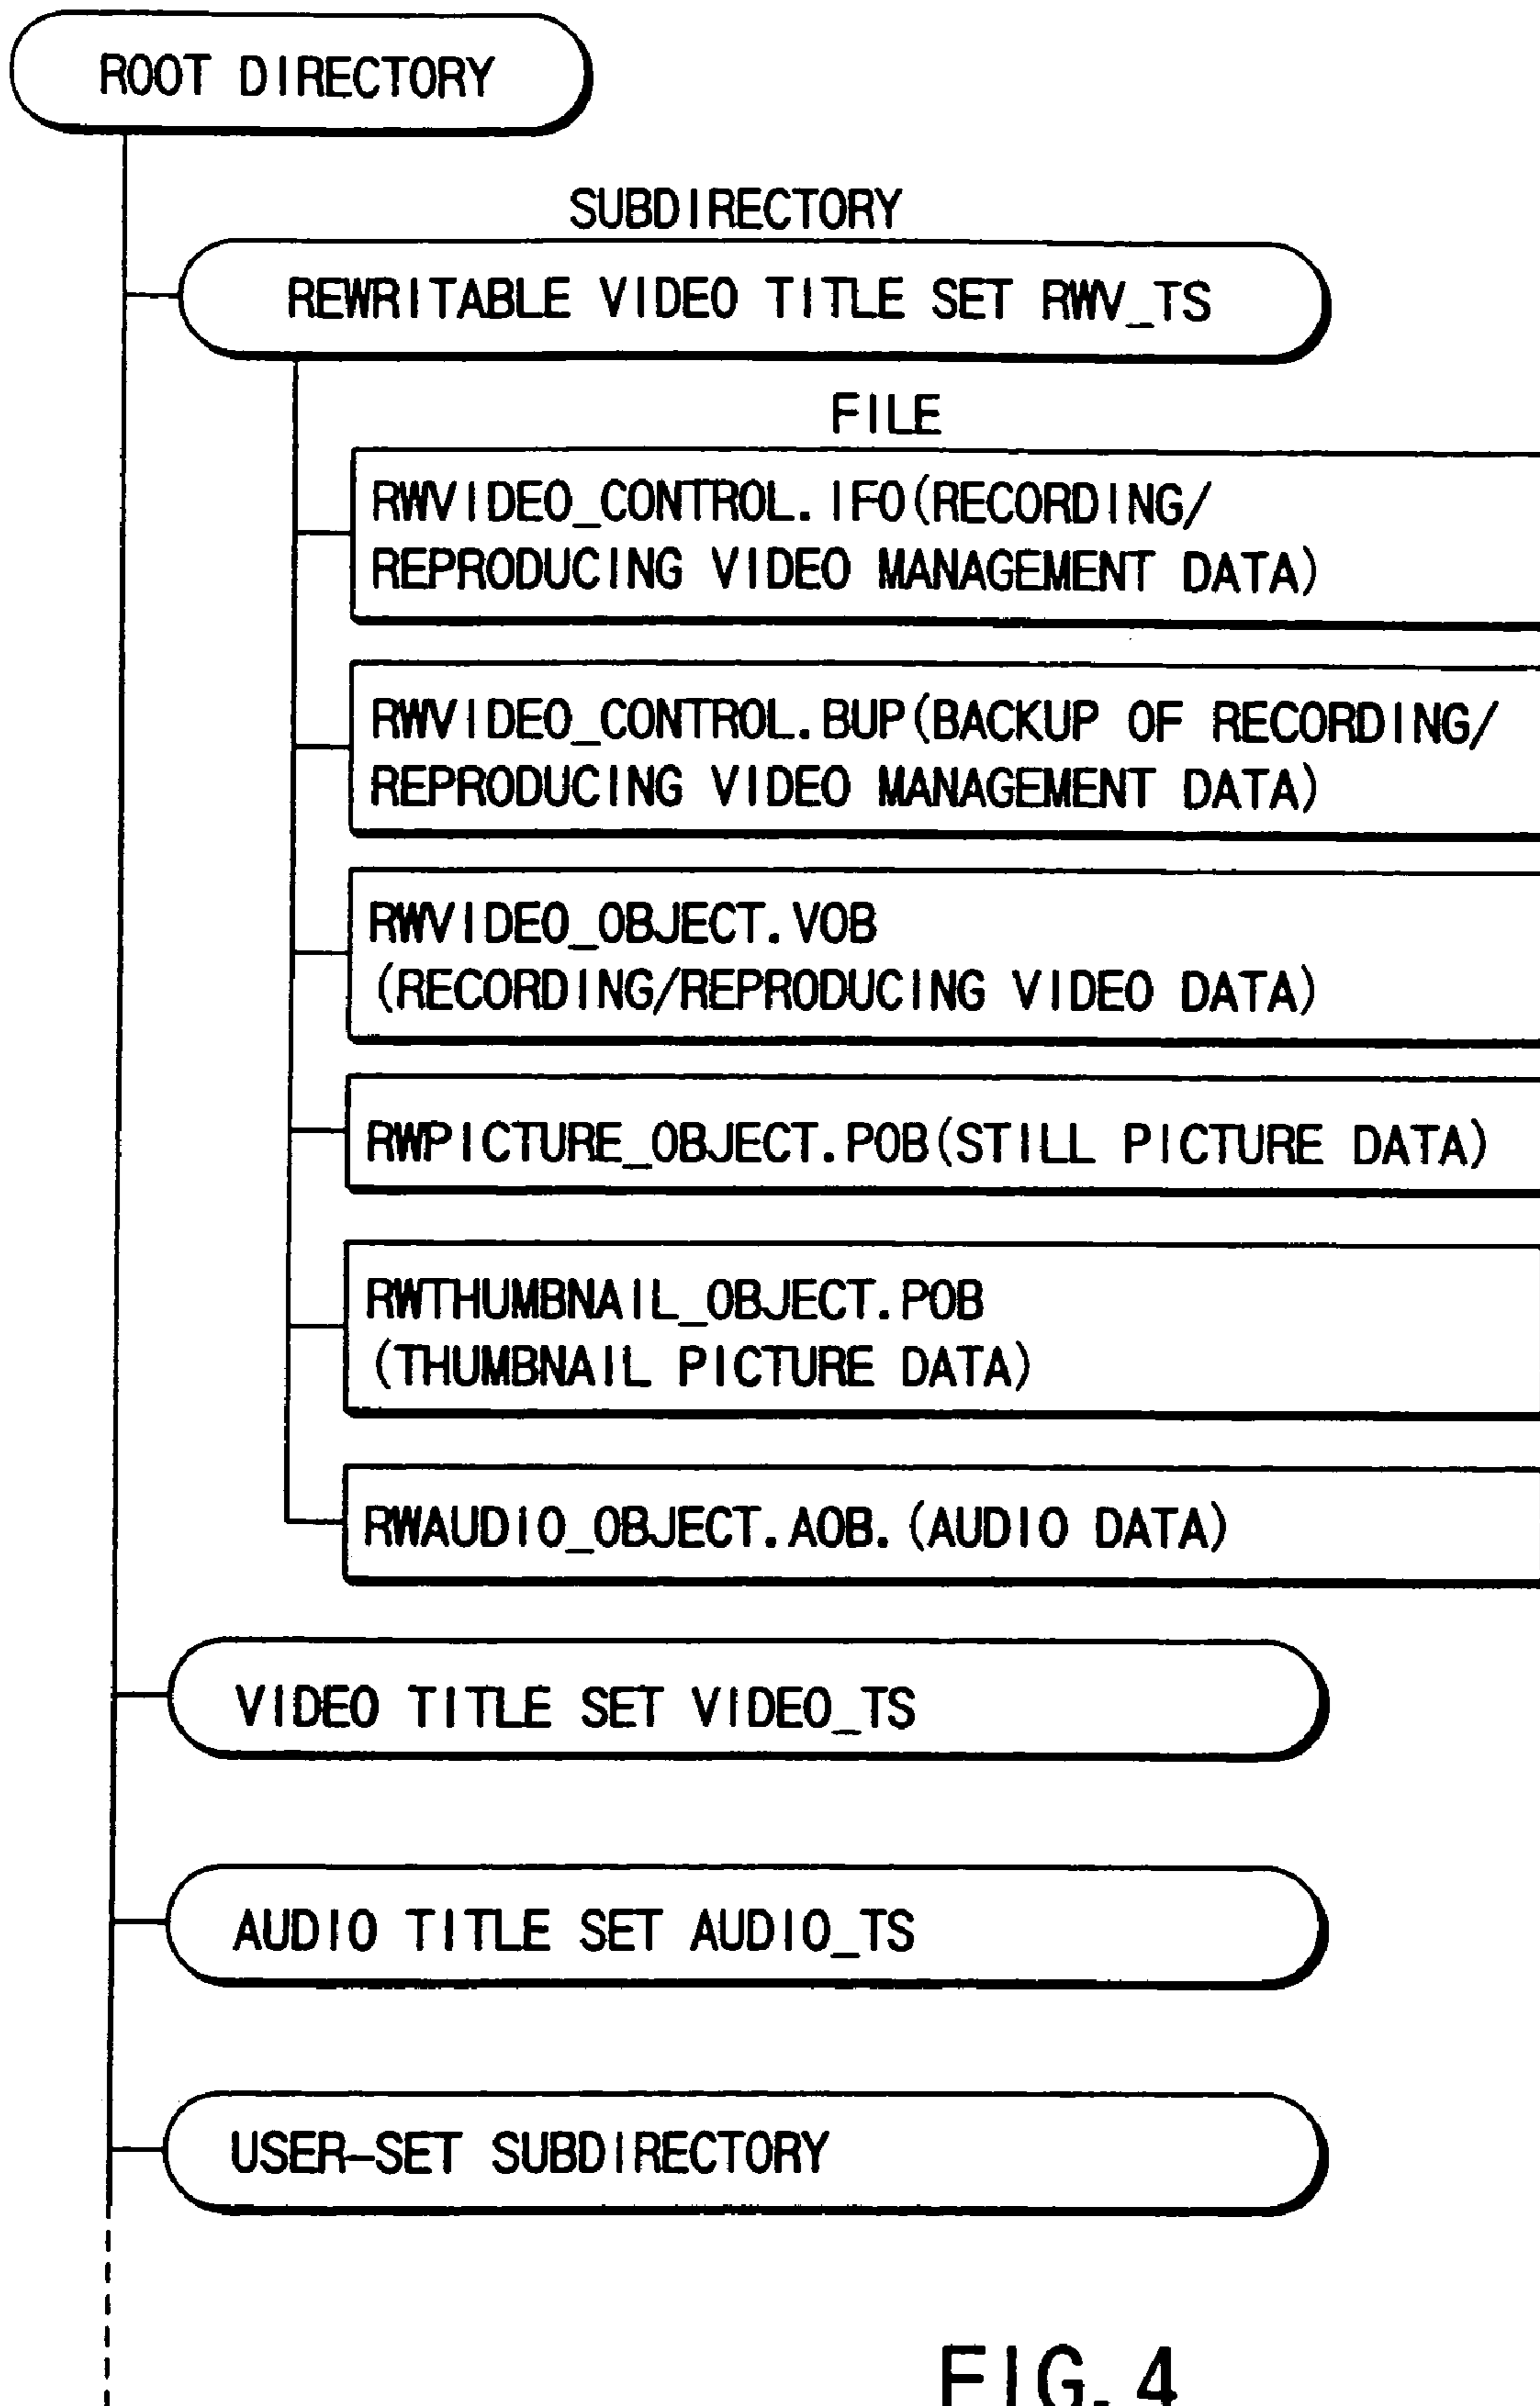 ROOT DIRECTORY
SUBDIRECTORY
REWRITABLE VIDEO TITLE SET RWV_TS
FILE
RWVIDEO_CONTROL.IFO(RECORDING/
REPRODUCING VIDEO MANAGEMENT DATA)
RWVIDEO_CONTROL.BUP(BACKUP OF RECORDING/
REPRODUCING VIDEO MANAGEMENT DATA)
RWVIDEO_OBJECT.VOB
(RECORDING/REPRODUCING VIDEO DATA)
RWPICTURE_OBJECT.POB(STILL PICTURE DATA)
RWTHUMBNAIL_OBJECT.POB
(THUMBNAIL PICTURE DATA)
RWAUDIO_OBJECT.AOB.(AUDIO DATA)
VIDEO TITLE SET VIDEO_TS
AUDIO TITLE SET AUDIO_TS
USER-SET SUBDIRECTORY
FIG. 4